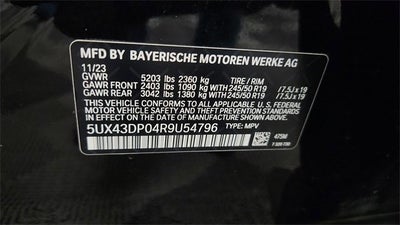 MFD BY BAYERISCHE MOTOREN WERKE AG
11/23
GVWR 5203 lbs 2360 kg TIRE / RIM
GAWR FRONT 2403 lbs 1090 kg WITH 245/50 R19 /7.5J x 19
GAWR REAR 3042 lbs 1380 kg WITH 245/50 R19 /7.5J x 19
THIS VEHICLE CONFORMS TO ALL APPLICABLE U.S. FEDERAL
MOTOR VEHICLE SAFETY AND THEFT PREVENTION STANDARDS
IN EFFECT ON THE DATE OF MANUFACTURE SHOWN ABOVE.
5UX43DP04R9U54796 TYPE: MPV 475M